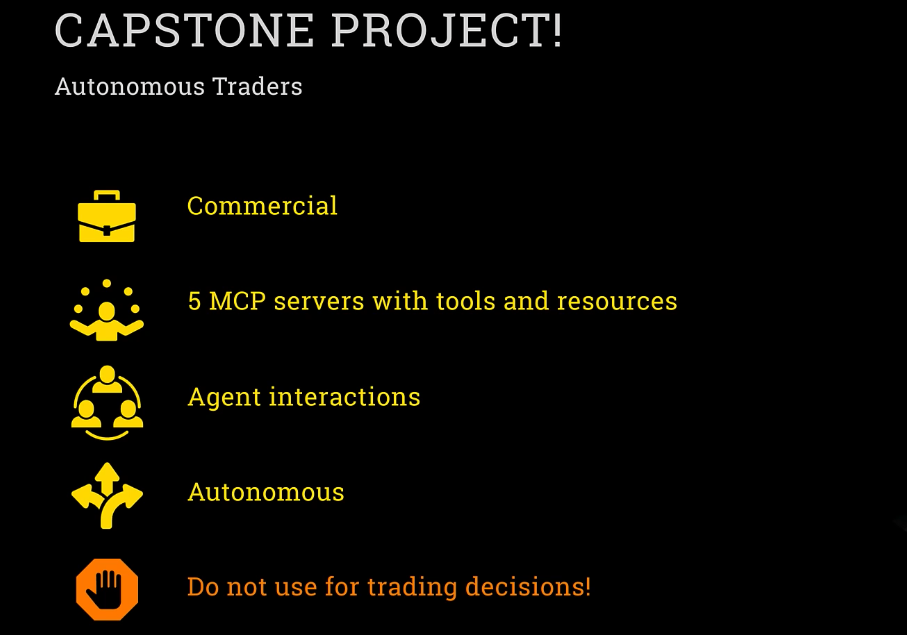 CAPSTONE PROJECT!
Autonomous Traders
Commercial
5 MCP servers with tools and resources
Agent interactions
Autonomous
Do not use for trading decisions!